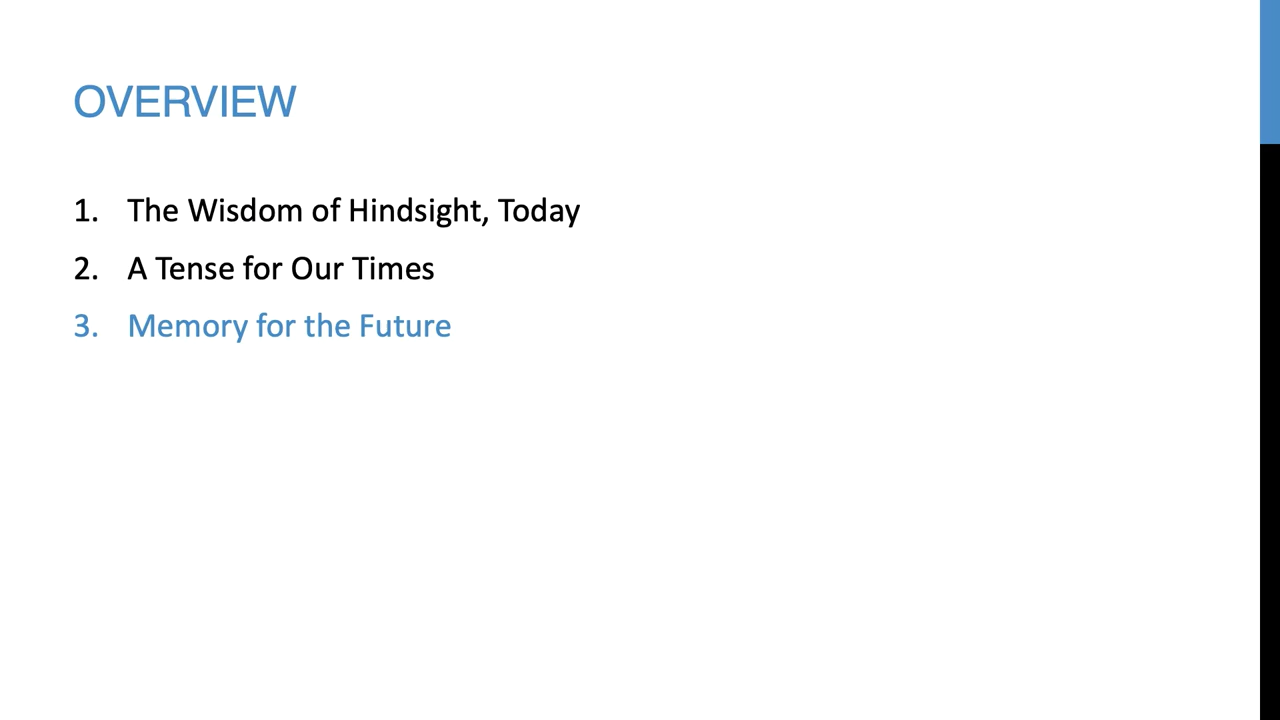 OVERVIEW
1. The Wisdom of Hindsight, Today
2. A Tense for Our Times
3. Memory for the Future